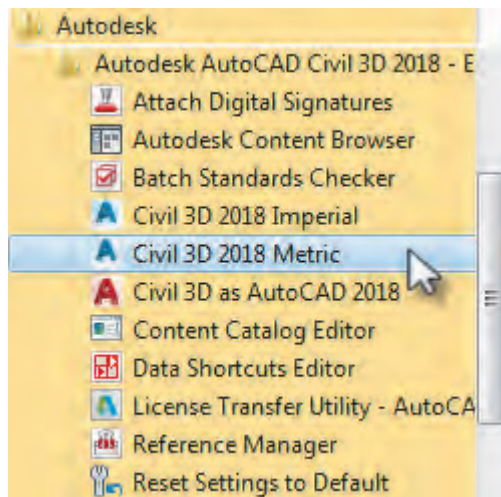 Autodesk
Autodesk AutoCAD Civil 3D 2018 - E
Attach Digital Signatures
Autodesk Content Browser
Batch Standards Checker
Civil 3D 2018 Imperial
Civil 3D 2018 Metric
Civil 3D as AutoCAD 2018
Content Catalog Editor
Data Shortcuts Editor
License Transfer Utility - AutoCA
Reference Manager
Reset Settings to Default